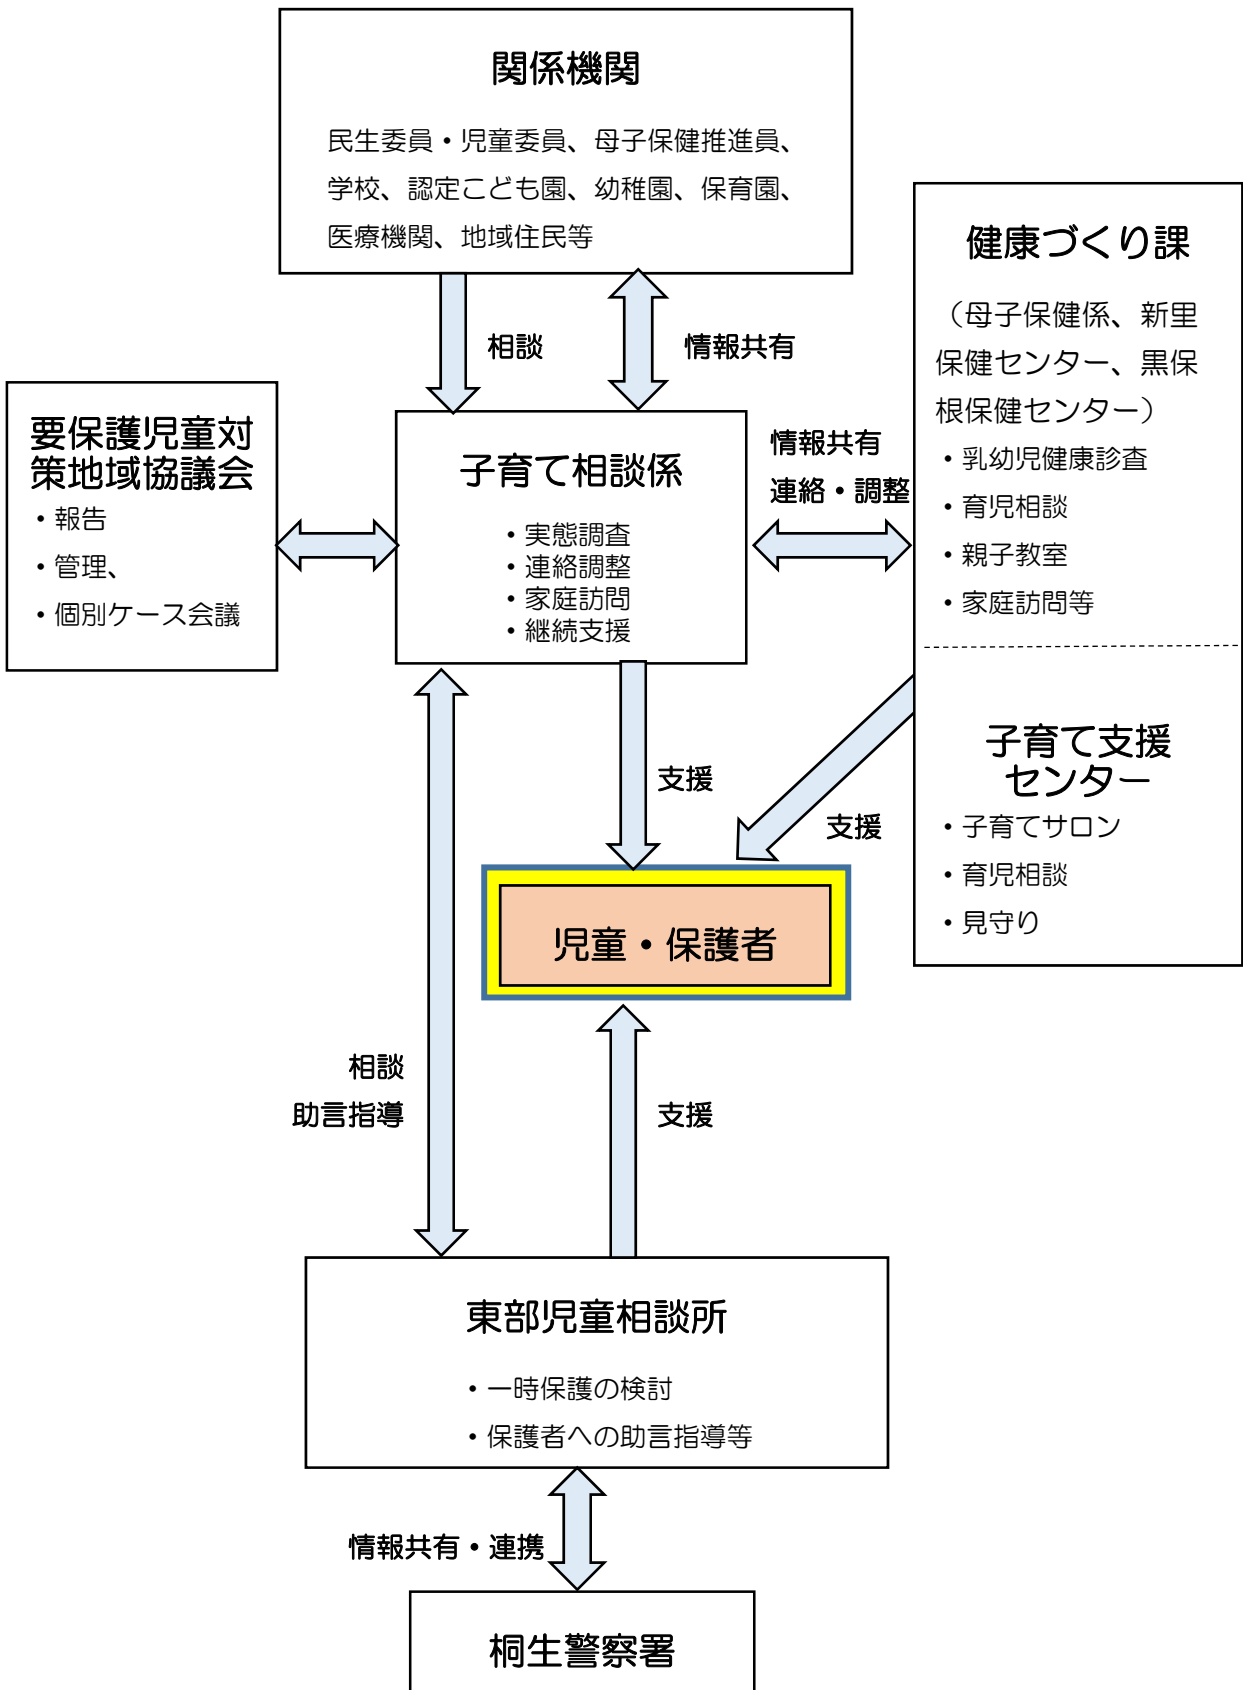 関係機関
民生委員・児童委員、母子保健推進員、
学校、認定こども園、幼稚園、保育園、
医療機関、地域住民等
相談
情報共有
要保護児童対
策地域協議会
・報告
・管理、
・個別ケース会議
子育て相談係
・実態調査
・連絡調整
・家庭訪問
・継続支援
情報共有
連絡・調整
健康づくり課
（母子保健係、新里
保健センター、黒保
根保健センター）
・乳幼児健康診査
・育児相談
・親子教室
・家庭訪問等
子育て支援
センター
・子育てサロン
・育児相談
・見守り
支援
支援
児童・保護者
相談
助言指導
支援
東部児童相談所
・一時保護の検討
・保護者への助言指導等
情報共有・連携
桐生警察署